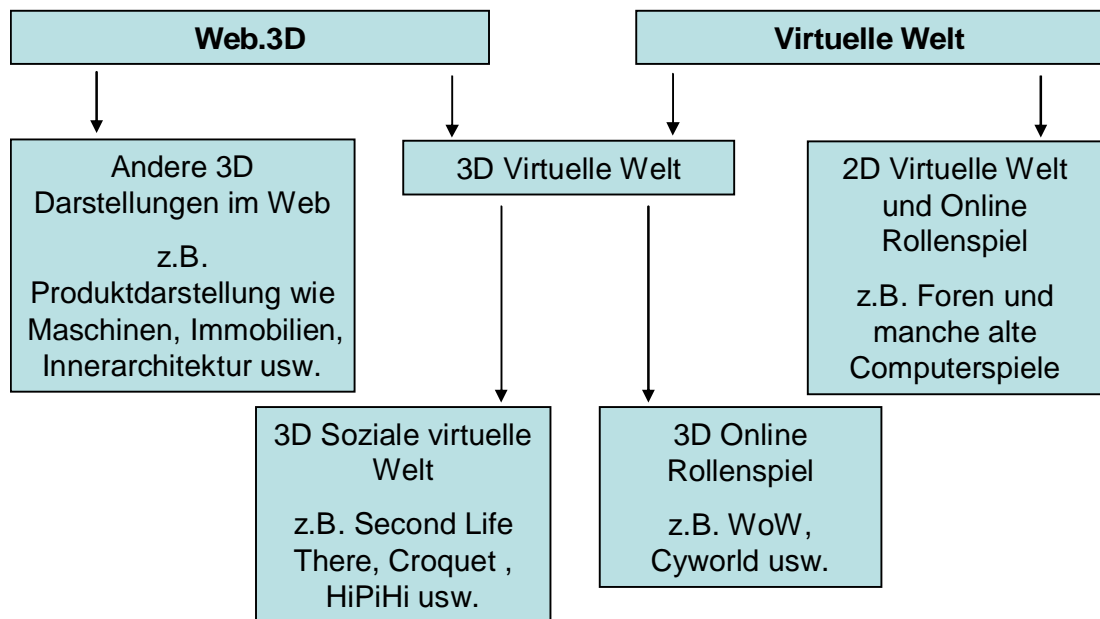 Web.3D
Virtuelle Welt
Andere 3D
Darstellungen im Web
z.B.
Produktdarstellung wie
Maschinen, Immobilien,
Innerarchitektur usw.
3D Virtuelle Welt
2D Virtuelle Welt
und Online
Rollenspiel
z.B. Foren und
manche alte
Computerspiele
3D Soziale virtuelle
Welt
z.B. Second Life
There, Croquet ,
HiPiHi usw.
3D Online
Rollenspiel
z.B. WoW,
Cyworld usw.